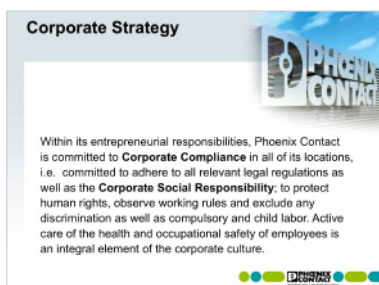 Corporate Strategy
PHŒNIX
CONTACT
Within its entrepreneurial responsibilities, Phoenix Contact
is committed to Corporate Compliance in all of its locations,
i.e. committed to adhere to all relevant legal regulations as
well as the Corporate Social Responsibility; to protect
human rights, observe working rules and exclude any
discrimination as well as compulsory and child labor. Active
care of the health and occupational safety of employees is
an integral element of the corporate culture.
PHŒNIX
CONTACT